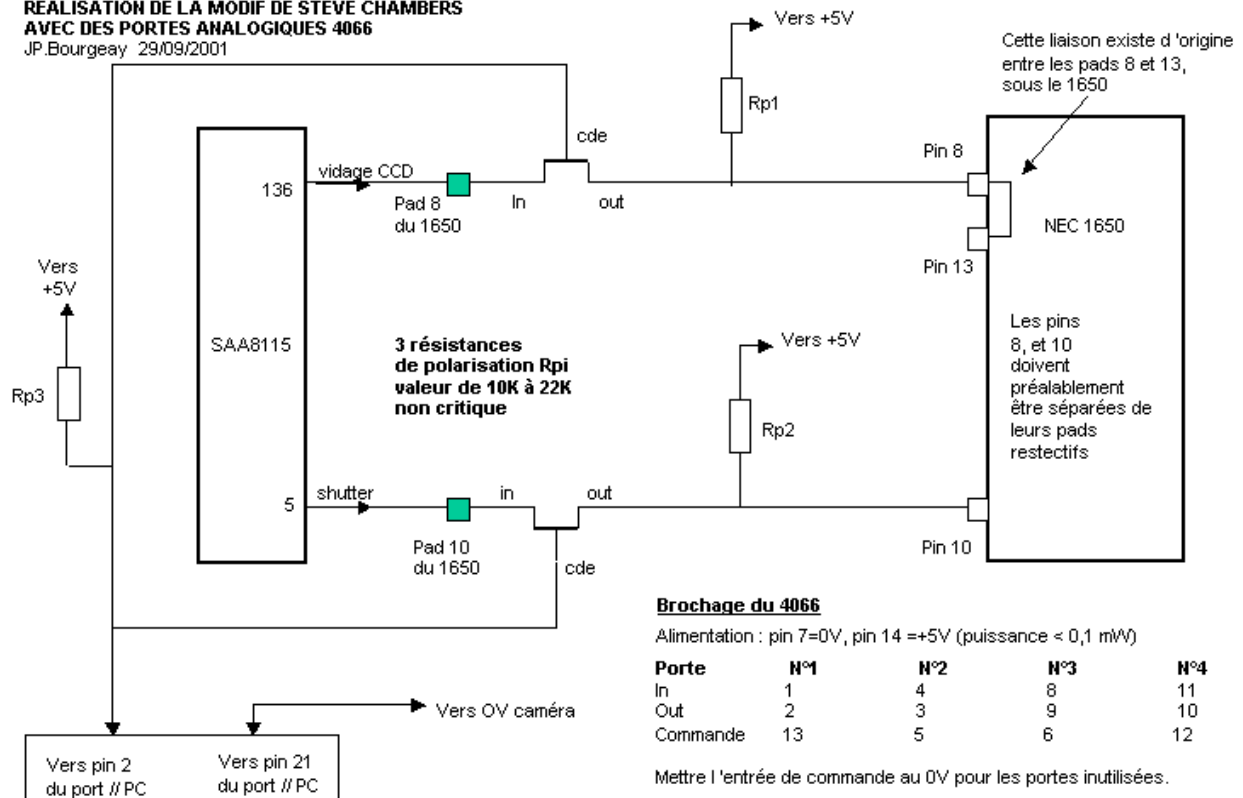 REALISATION DE LA MODIF DE STEVE CHAMBERS
AVEC DES PORTES ANALOGIQUES 4066
JP.Bourgeay 29/09/2001
Vers +5V
Cette liaison existe d 'origine
entre les pads 8 et 13,
sous le 1650
Rp1
cde
Pin 8
vidage CCD
136
In
out
Pad 8
du 1650
NEC 1650
Pin 13
Vers
+5V
SAA8115
3 résistances
de polarisation Rpi
valeur de 10K à 22K
non critique
Vers +5V
Les pins
8, et 10
doivent
préalablement
être séparées de
leurs pads
restectifs
Rp3
Rp2
shutter
5
in
out
Pad 10
du 1650
cde
Pin 10
Brochage du 4066
Alimentation : pin 7=0V, pin 14 =+5V (puissance < 0,1 mW)
Porte N°1 N°2 N°3 N°4
In 1 4 8 11
Out 2 3 9 10
Commande 13 5 6 12
Mettre l 'entrée de commande au 0V pour les portes inutilisées.
Vers OV caméra
Vers pin 2
du port // PC
Vers pin 21
du port // PC